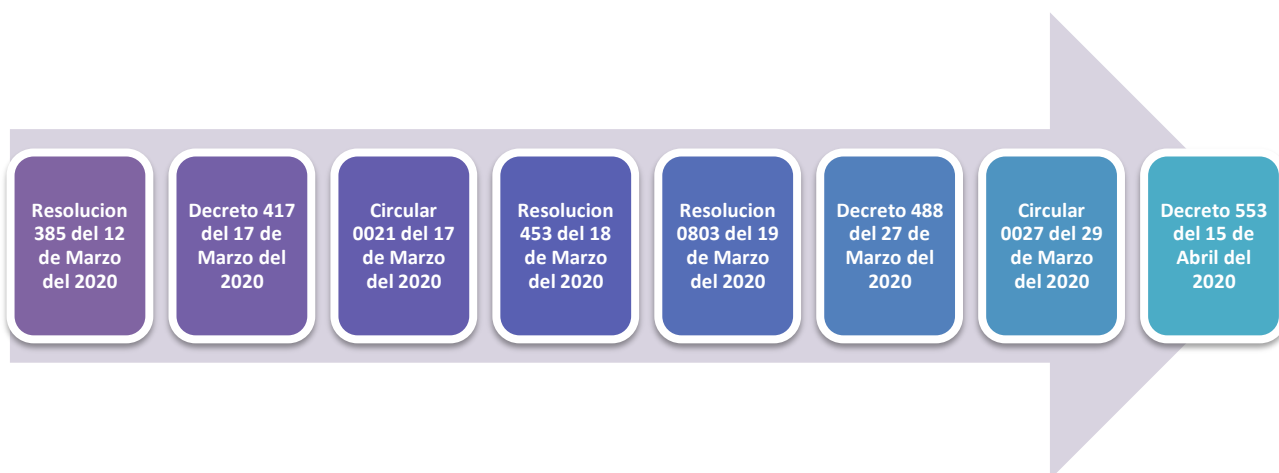 Resolucion
385 del 12
de Marzo
del 2020
Decreto 417
del 17 de
Marzo del
2020
Circular
0021 del 17
de Marzo
del 2020
Resolucion
453 del 18
de Marzo
del 2020
Resolucion
0803 del 19
de Marzo
del 2020
Decreto 488
del 27 de
Marzo del
2020
Circular
0027 del 29
de Marzo
del 2020
Decreto 553
del 15 de
Abril del
2020